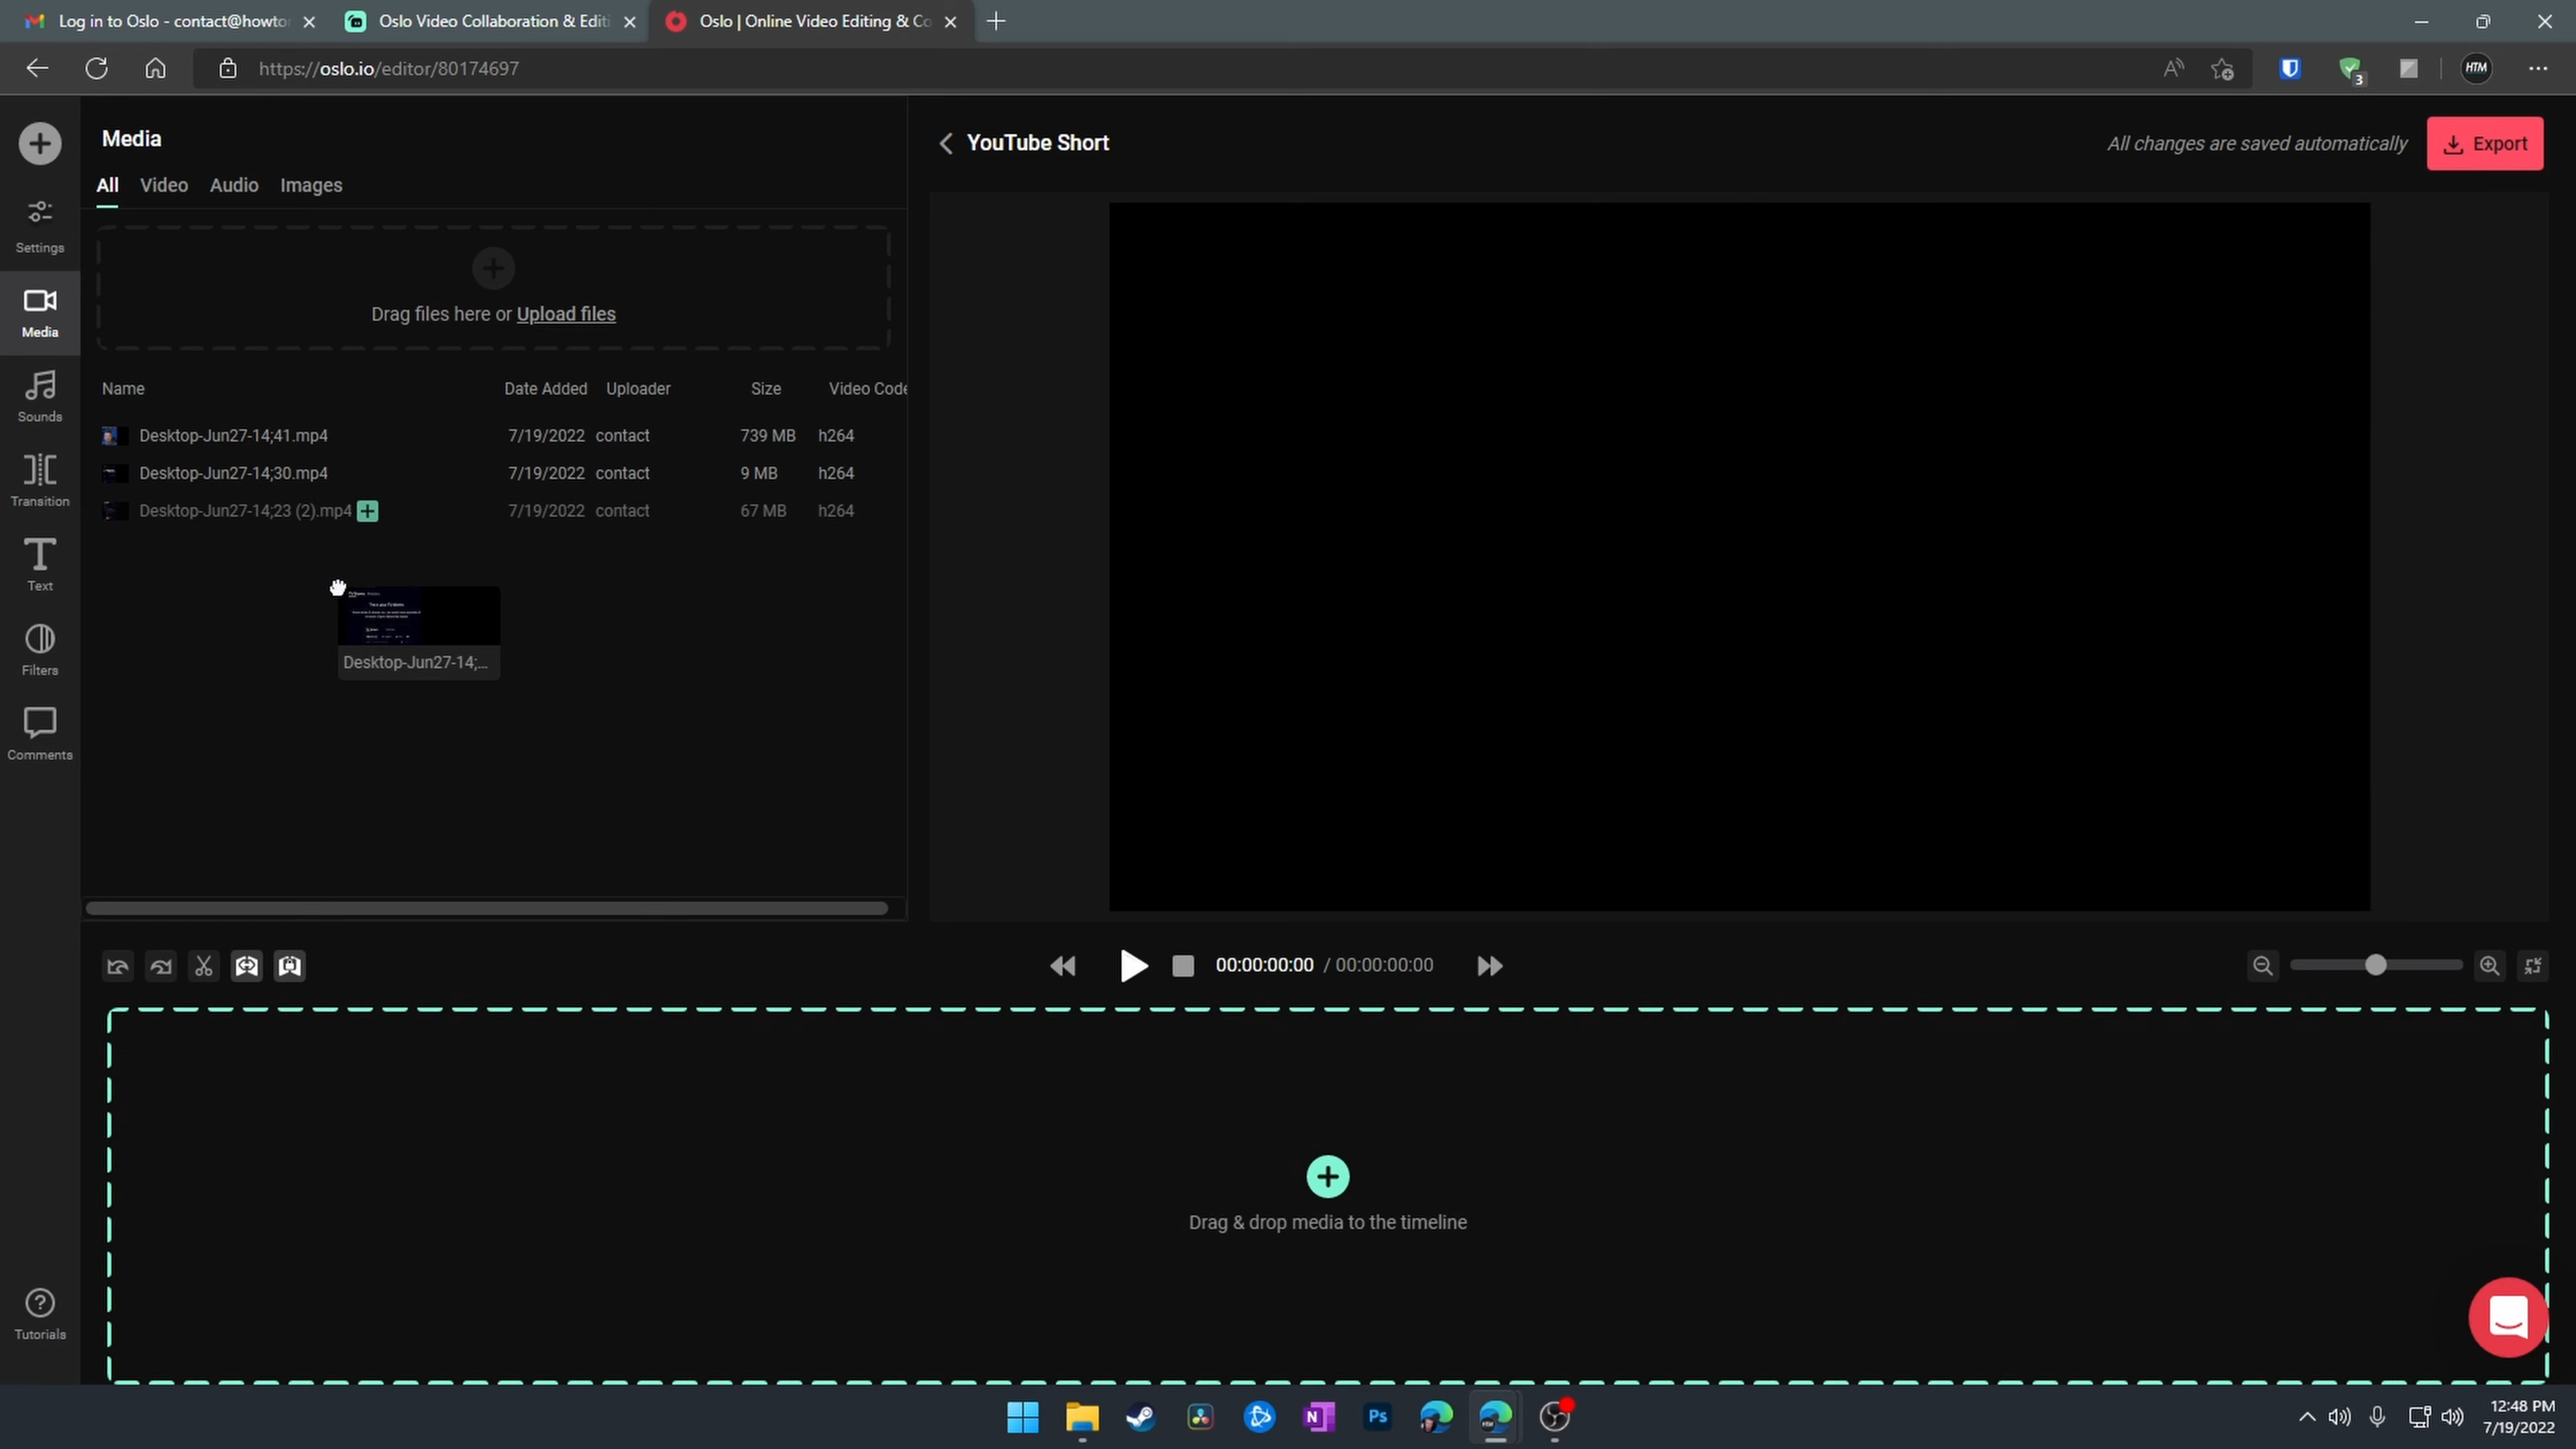 Log in to Oslo - contact@howto
Oslo Video Collaboration & Edit
Oslo | Online Video Editing & Co
https://oslo.io/editor/80174697
3
HTM
Media
All Video Audio Images
Drag files here or Upload files
Name Date Added Uploader Size Video Code
Desktop-Jun27-14;41.mp4 7/19/2022 contact 739 MB h264
Desktop-Jun27-14;30.mp4 7/19/2022 contact 9 MB h264
Desktop-Jun27-14;23 (2).mp4 7/19/2022 contact 67 MB h264
Desktop-Jun27-14;...
Settings
Media
Sounds
Transition
Text
Filters
Comments
Tutorials
YouTube Short
All changes are saved automatically
Export
00:00:00:00 / 00:00:00:00
Drag & drop media to the timeline
N
Ps
12:48 PM
7/19/2022